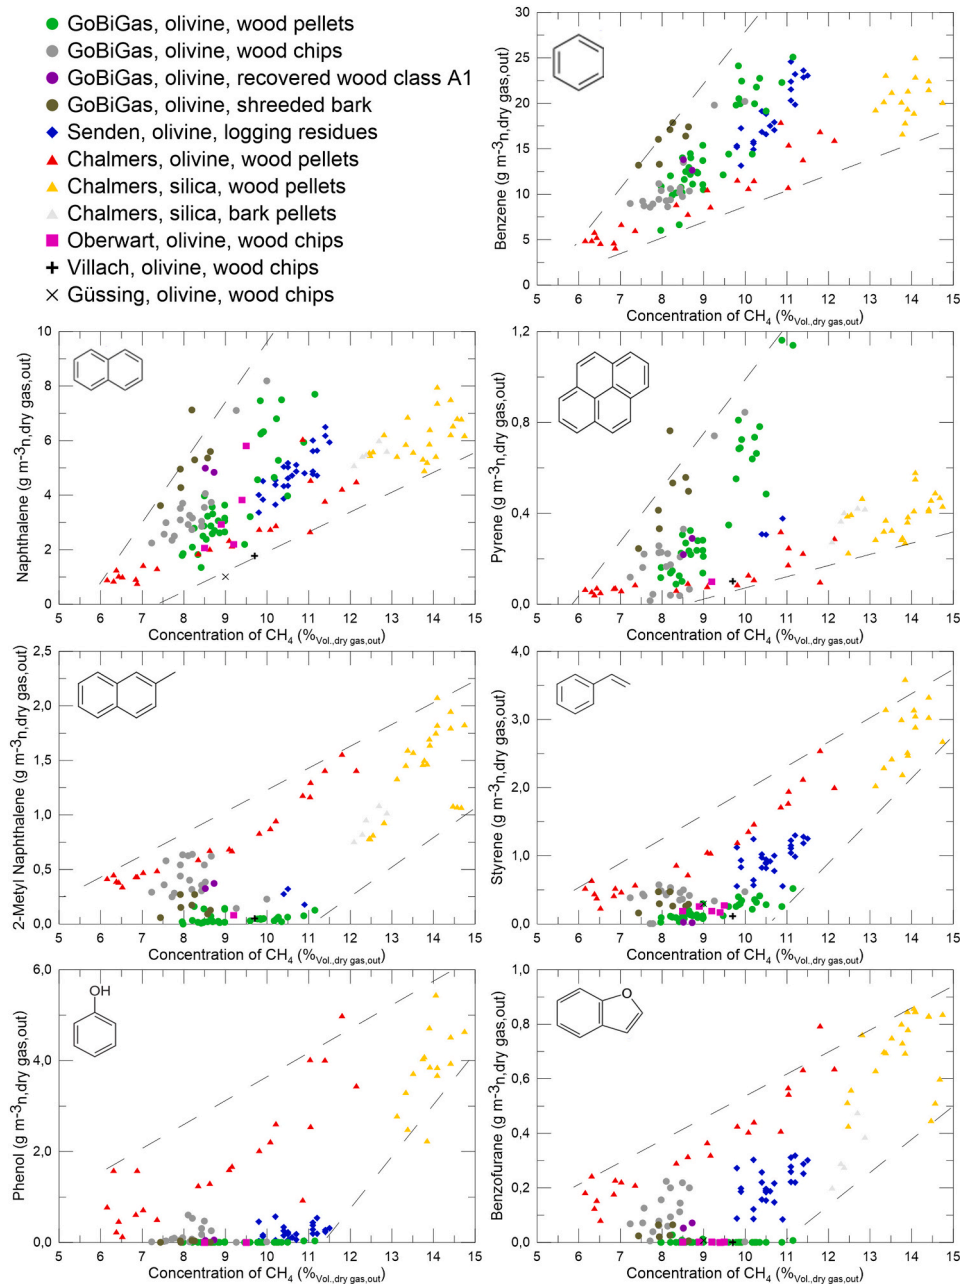 GoBiGas, olivine, wood pellets
GoBiGas, olivine, wood chips
GoBiGas, olivine, recovered wood class A1
GoBiGas, olivine, shreeded bark
Senden, olivine, logging residues
Chalmers, olivine, wood pellets
Chalmers, silica, wood pellets
Chalmers, silica, bark pellets
Oberwart, olivine, wood chips
Villach, olivine, wood chips
Güssing, olivine, wood chips
Benzene (g m-3n,dry gas,out)
30
25
20
15
10
5
0
5 6 7 8 9 10 11 12 13 14 15
Concentration of CH4 (%Vol.,dry gas,out)
Naphthalene (g m-3n,dry gas,out)
10
8
6
4
2
0
5 6 7 8 9 10 11 12 13 14 15
Concentration of CH4 (%Vol.,dry gas,out)
Pyrene (g m-3n,dry gas,out)
1,2
0,8
0,4
0,0
5 6 7 8 9 10 11 12 13 14 15
Concentration of CH4 (%Vol.,dry gas,out)
2-Metyl Naphthalene (g m-3n,dry gas,out)
2,5
2,0
1,5
1,0
0,5
0,0
5 6 7 8 9 10 11 12 13 14 15
Concentration of CH4 (%Vol.,dry gas,out)
Styrene (g m-3n,dry gas,out)
4,0
3,0
2,0
1,0
0,0
5 6 7 8 9 10 11 12 13 14 15
Concentration of CH4 (%Vol.,dry gas,out)
Phenol (g m-3n,dry gas,out)
6,0
4,0
2,0
0,0
OH
5 6 7 8 9 10 11 12 13 14 15
Concentration of CH4 (%Vol.,dry gas,out)
Benzofurane (g m-3n,dry gas,out)
1,0
0,8
0,6
0,4
0,2
0,0
O
5 6 7 8 9 10 11 12 13 14 15
Concentration of CH4 (%Vol.,dry gas,out)